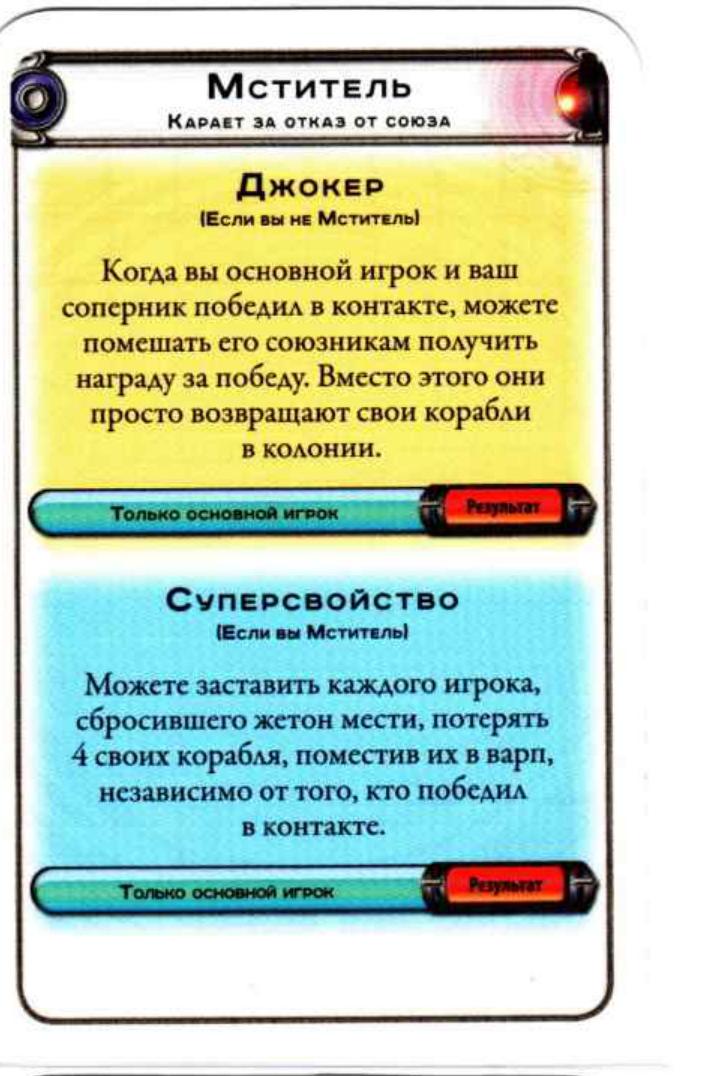 Мститель
Карает за отказ от союза
Джокер
(Если вы не Мститель)
Когда вы основной игрок и ваш
соперник победил в контакте, можете
помешать его союзникам получить
награду за победу. Вместо этого они
просто возвращают свои корабли
в колонии.
Только основной игрок
Результат
Суперсвойство
(Если вы Мститель)
Можете заставить каждого игрока,
сбросившего жетон мести, потерять
4 своих корабля, поместив их в варп,
независимо от того, кто победил
в контакте.
Только основной игрок
Результат